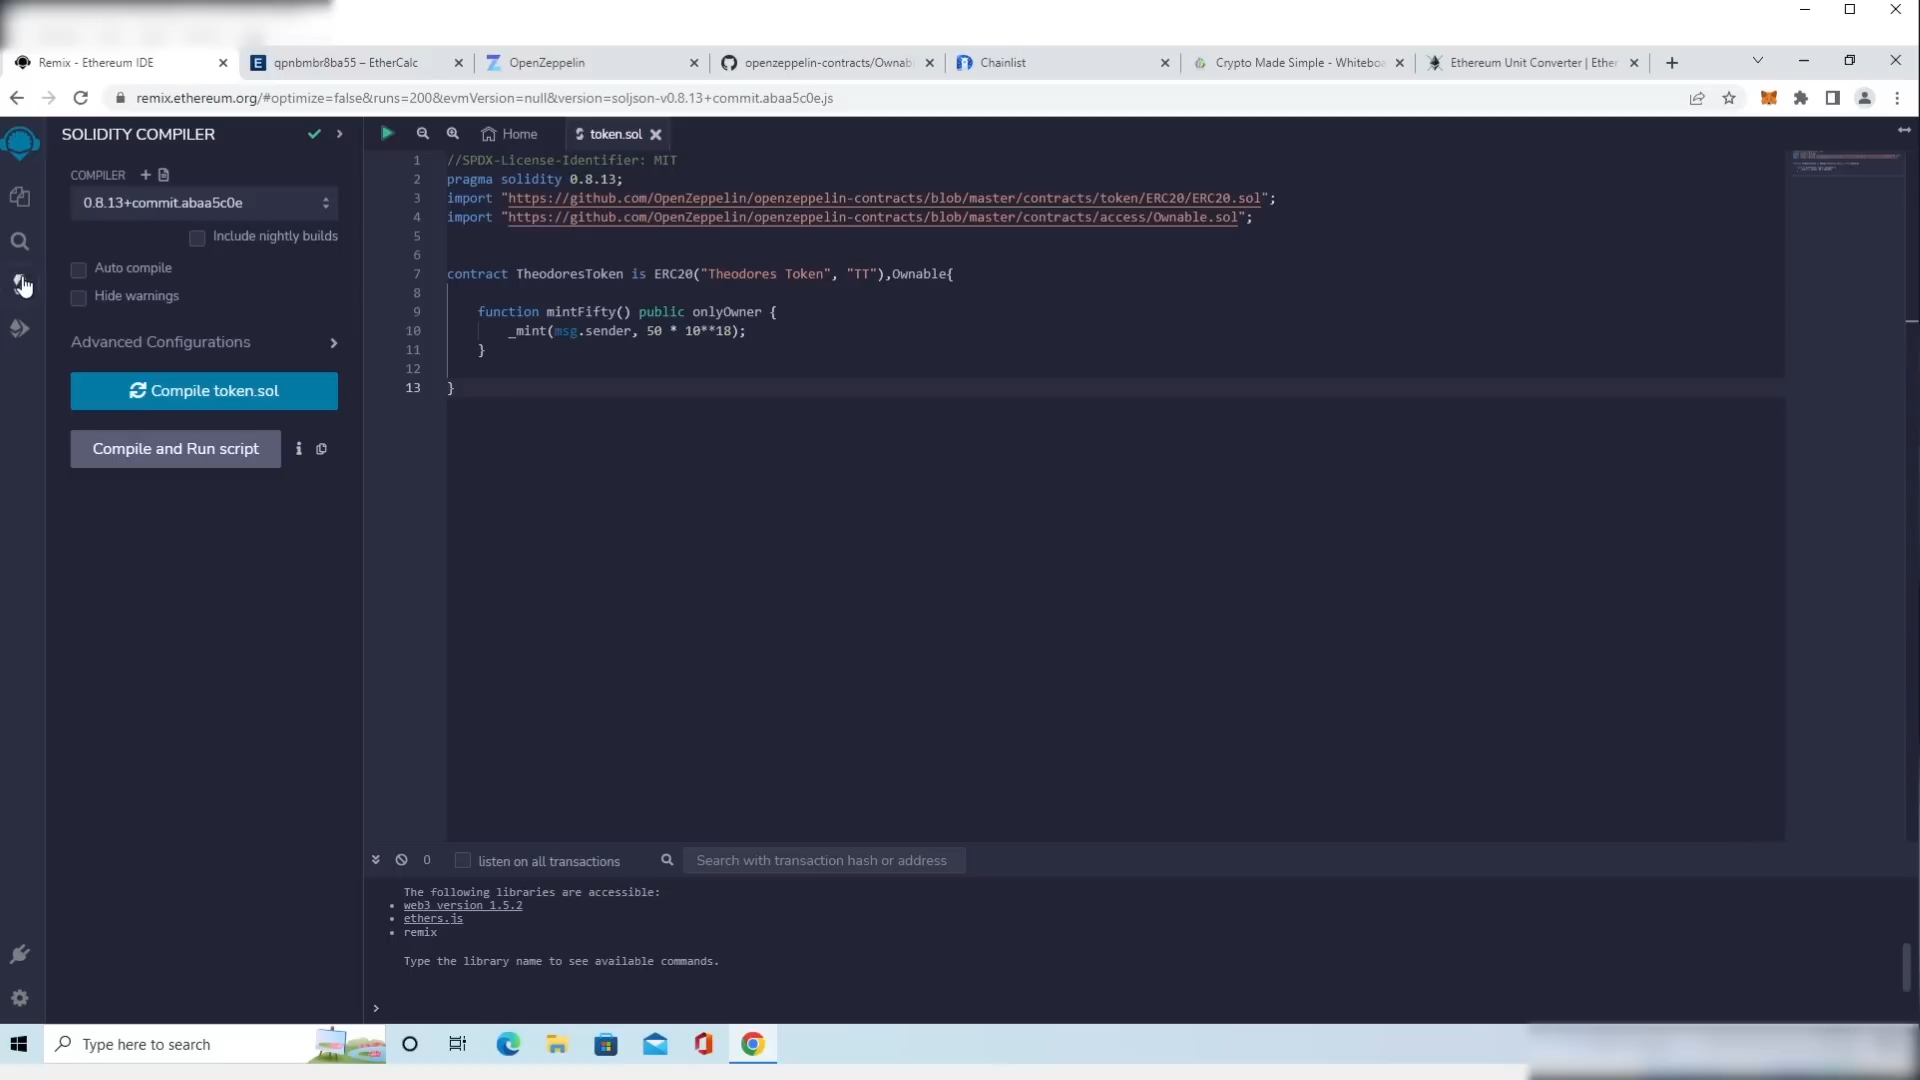 Remix - Ethereum IDE
qpnbmbr8ba55 – EtherCalc
OpenZeppelin
openzeppelin-contracts/Ownab
Chainlist
Crypto Made Simple - Whiteboa
Ethereum Unit Converter | Ether
remix.ethereum.org/#optimize=false&runs=200&evmVersion=null&version=soljson-v0.8.13+commit.abaa5c0e.js
SOLIDITY COMPILER
Home
token.sol
COMPILER
0.8.13+commit.abaa5c0e
Include nightly builds
Auto compile
Hide warnings
Advanced Configurations
Compile token.sol
Compile and Run script
1 //SPDX-License-Identifier: MIT
2 pragma solidity 0.8.13;
3 import "https://github.com/OpenZeppelin/openzeppelin-contracts/blob/master/contracts/token/ERC20/ERC20.sol";
4 import "https://github.com/OpenZeppelin/openzeppelin-contracts/blob/master/contracts/access/Ownable.sol";
5
6
7 contract TheodoresToken is ERC20("Theodores Token", "TT"),Ownable{
8
9 function mintFifty() public onlyOwner {
10 _mint(msg.sender, 50 * 10**18);
11 }
12
13 }
0
listen on all transactions
Search with transaction hash or address
The following libraries are accessible:
web3 version 1.5.2
ethers.js
remix
Type the library name to see available commands.
>
Type here to search